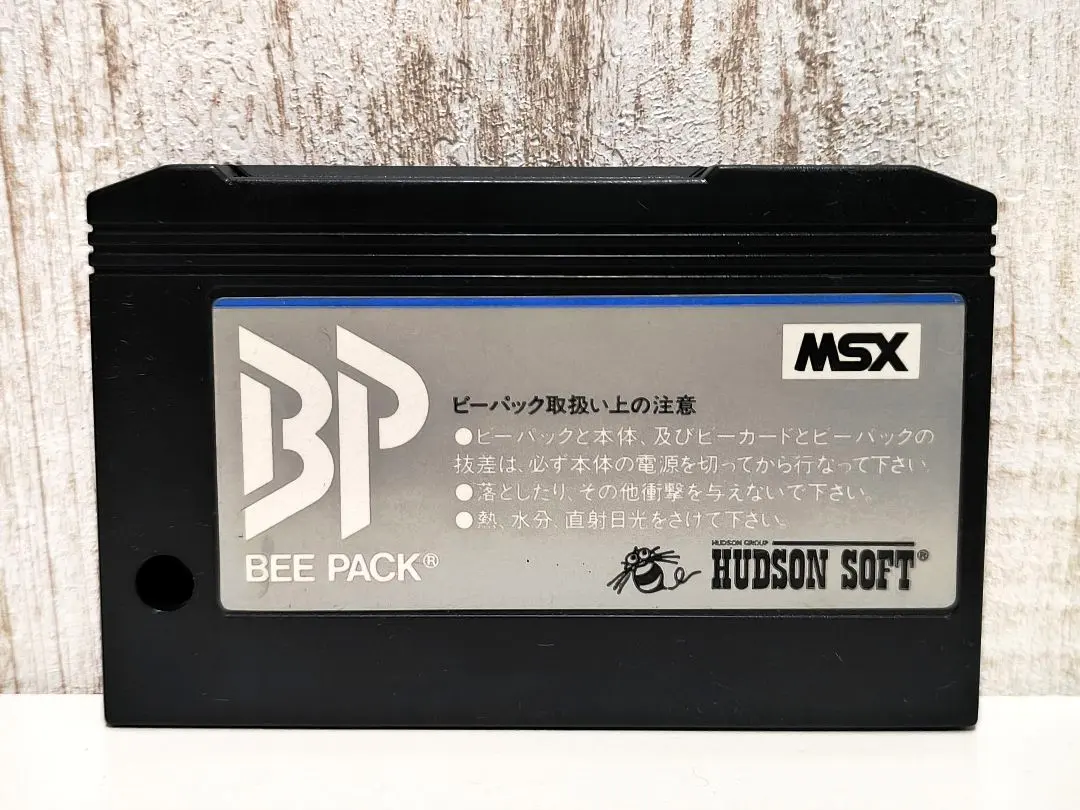 BP
MSX
ビーパック取扱い上の注意
●ビーパックと本体、及びビーカードとビーパックの
抜差は、必ず本体の電源を切ってから行なって下さい。
●落としたり、その他衝撃を与えないで下さい。
●熱、水分、直射日光をさけて下さい。
BEE PACK®
HUDSON GROUP
HUDSON SOFT®